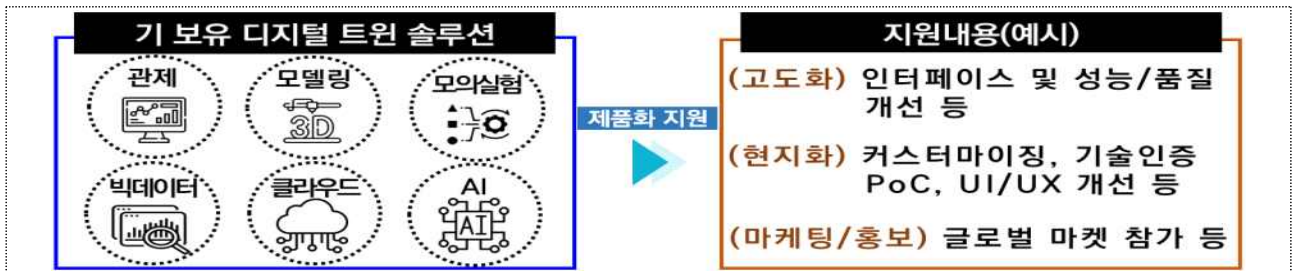 기 보유 디지털 트윈 솔루션
관제
모델링
모의실험
3D
빅데이터
클라우드
AI
AI
제품화 지원
지원내용(예시)
(고도화) 인터페이스 및 성능/품질
개선 등
(현지화) 커스터마이징, 기술인증
PoC, UI/UX 개선 등
(마케팅/홍보) 글로벌 마켓 참가 등